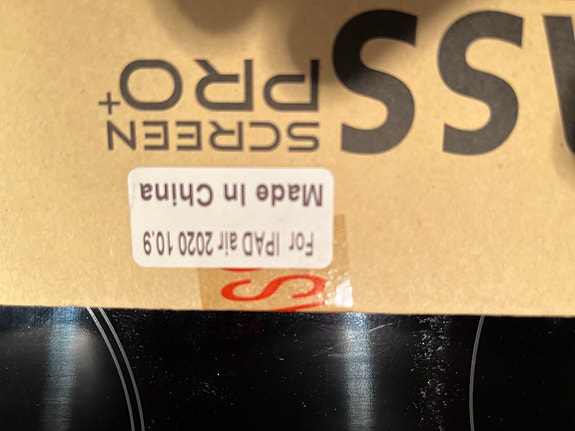 For IPAD air 2020 10.9
Made In China
SS SCREEN
PRO+